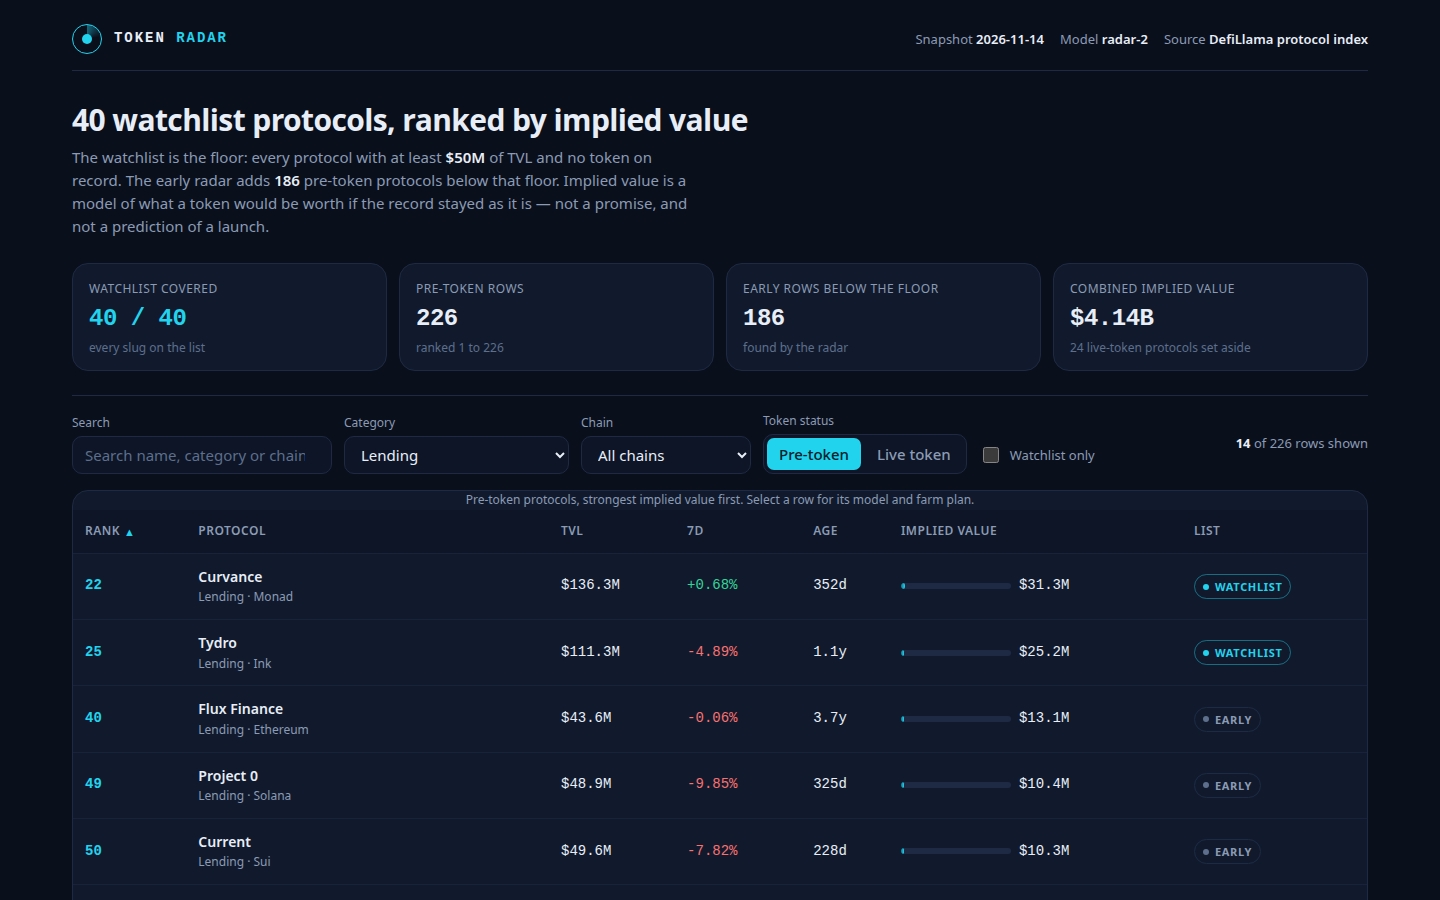 TOKEN RADAR
Snapshot 2026-11-14 Model radar-2 Source DefiLlama protocol index
40 watchlist protocols, ranked by implied value
The watchlist is the floor: every protocol with at least $50M of TVL and no token on
record. The early radar adds 186 pre-token protocols below that floor. Implied value is a
model of what a token would be worth if the record stayed as it is — not a promise, and
not a prediction of a launch.
WATCHLIST COVERED
40 / 40
every slug on the list
PRE-TOKEN ROWS
226
ranked 1 to 226
EARLY ROWS BELOW THE FLOOR
186
found by the radar
COMBINED IMPLIED VALUE
$4.14B
24 live-token protocols set aside
Search
Search name, category or chain
Category
Lending
Chain
All chains
Token status
Pre-token Live token
Watchlist only
14 of 226 rows shown
Pre-token protocols, strongest implied value first. Select a row for its model and farm plan.
RANK ▲ PROTOCOL TVL 7D AGE IMPLIED VALUE LIST
22 Curvance $136.3M +0.68% 352d $31.3M WATCHLIST
Lending · Monad
25 Tydro $111.3M -4.89% 1.1y $25.2M WATCHLIST
Lending · Ink
40 Flux Finance $43.6M -0.06% 3.7y $13.1M EARLY
Lending · Ethereum
49 Project 0 $48.9M -9.85% 325d $10.4M EARLY
Lending · Solana
50 Current $49.6M -7.82% 228d $10.3M EARLY
Lending · Sui